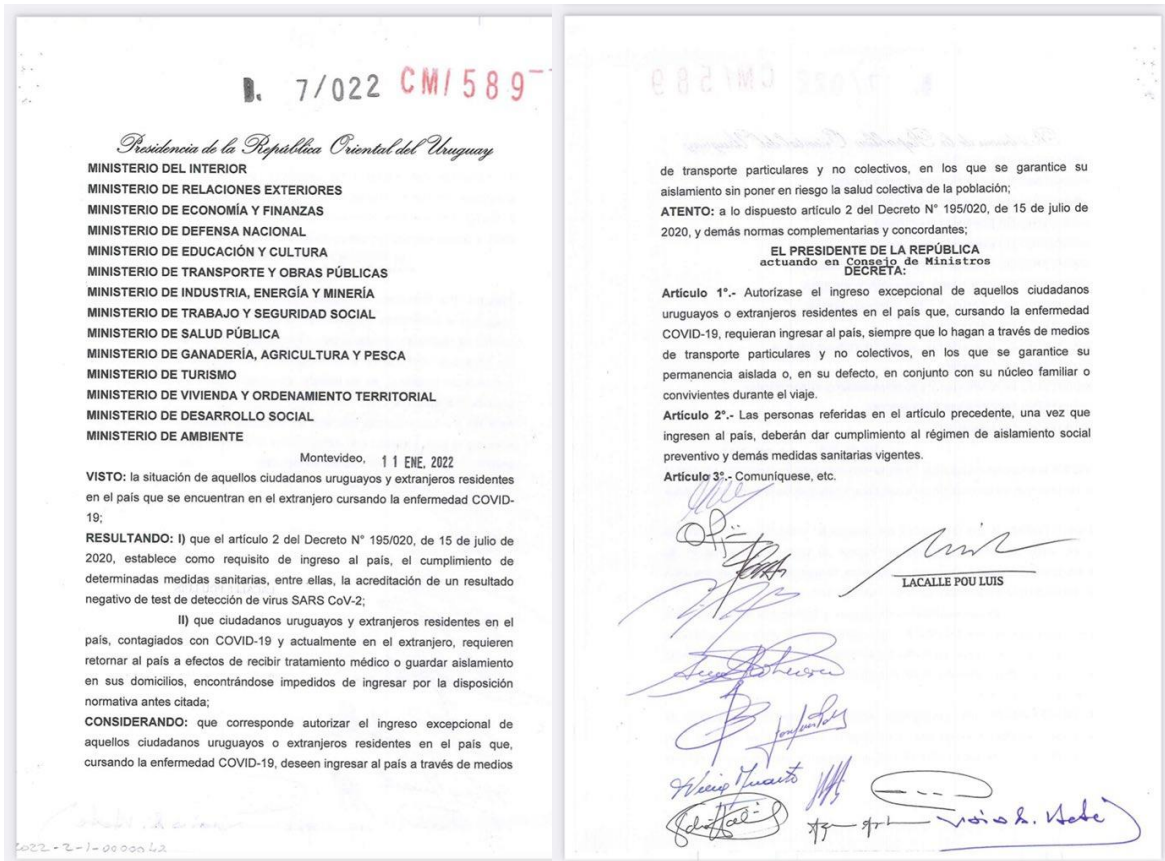 D. 7/022 CM/589
Presidencia de la República Oriental del Uruguay
MINISTERIO DEL INTERIOR
MINISTERIO DE RELACIONES EXTERIORES
MINISTERIO DE ECONOMÍA Y FINANZAS
MINISTERIO DE DEFENSA NACIONAL
MINISTERIO DE EDUCACIÓN Y CULTURA
MINISTERIO DE TRANSPORTE Y OBRAS PÚBLICAS
MINISTERIO DE INDUSTRIA, ENERGÍA Y MINERÍA
MINISTERIO DE TRABAJO Y SEGURIDAD SOCIAL
MINISTERIO DE SALUD PÚBLICA
MINISTERIO DE GANADERÍA, AGRICULTURA Y PESCA
MINISTERIO DE TURISMO
MINISTERIO DE VIVIENDA Y ORDENAMIENTO TERRITORIAL
MINISTERIO DE DESARROLLO SOCIAL
MINISTERIO DE AMBIENTE
Montevideo, 11 ENE. 2022
VISTO: la situación de aquellos ciudadanos uruguayos y extranjeros residentes
en el país que se encuentran en el extranjero cursando la enfermedad COVID-
19;
RESULTANDO: I) que el artículo 2 del Decreto N° 195/020, de 15 de julio de
2020, establece como requisito de ingreso al país, el cumplimiento de
determinadas medidas sanitarias, entre ellas, la acreditación de un resultado
negativo de test de detección de virus SARS CoV-2;
II) que ciudadanos uruguayos y extranjeros residentes en el
país, contagiados con COVID-19 y actualmente en el extranjero, requieren
retornar al país a efectos de recibir tratamiento médico o guardar aislamiento
en sus domicilios, encontrándose impedidos de ingresar por la disposición
normativa antes citada;
CONSIDERANDO: que corresponde autorizar el ingreso excepcional de
aquellos ciudadanos uruguayos o extranjeros residentes en el país que,
cursando la enfermedad COVID-19, deseen ingresar al país a través de medios
2022-2-1-0000042
de transporte particulares y no colectivos, en los que se garantice su
aislamiento sin poner en riesgo la salud colectiva de la población;
ATENTO: a lo dispuesto artículo 2 del Decreto N° 195/020, de 15 de julio de
2020, y demás normas complementarias y concordantes;
EL PRESIDENTE DE LA REPÚBLICA
actuando en Consejo de Ministros
DECRETA:
Artículo 1°.- Autorízase el ingreso excepcional de aquellos ciudadanos
uruguayos o extranjeros residentes en el país que, cursando la enfermedad
COVID-19, requieran ingresar al país, siempre que lo hagan a través de medios
de transporte particulares y no colectivos, en los que se garantice su
permanencia aislada o, en su defecto, en conjunto con su núcleo familiar o
convivientes durante el viaje.
Artículo 2°.- Las personas referidas en el artículo precedente, una vez que
ingresen al país, deberán dar cumplimiento al régimen de aislamiento social
preventivo y demás medidas sanitarias vigentes.
Artículo 3°.- Comuníquese, etc.
LACALLE POU LUIS